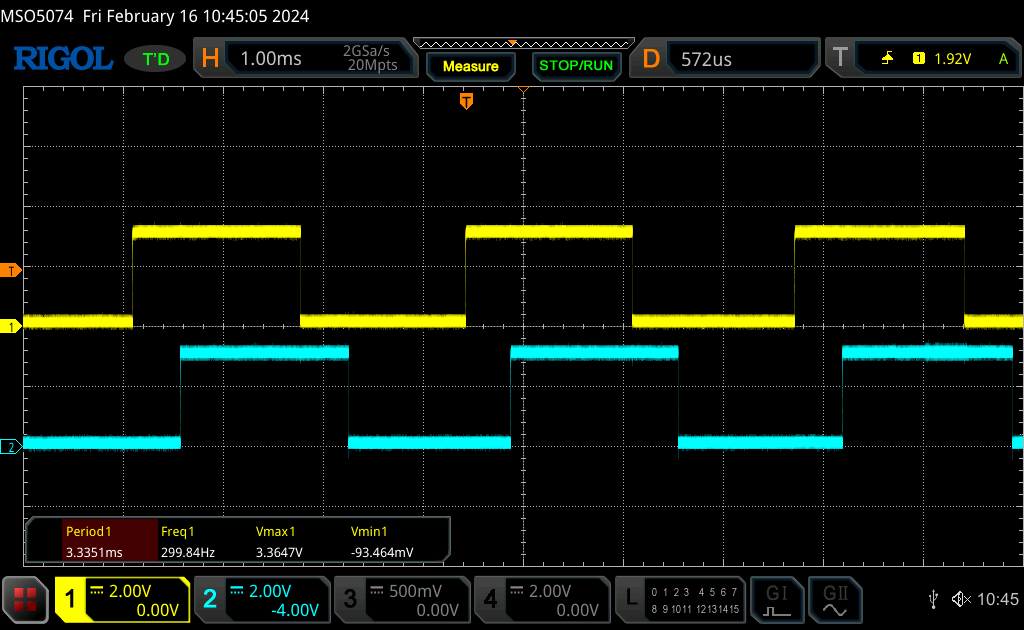 MSO5074 Fri February 16 10:45:05 2024
RIGOL T'D H 1.00ms 2GSa/s 20Mpts Measure STOP/RUN D 572us T 1 1.92V A
T
T
1
2
Period1 Freq1 Vmax1 Vmin1
3.3351ms 299.84Hz 3.3647V -93.464mV
1 2.00V 0.00V 2 2.00V -4.00V 3 500mV 0.00V 4 2.00V 0.00V L 0 1 2 3 4 5 6 7 8 9 10 11 12 13 14 15 GI GII 10:45